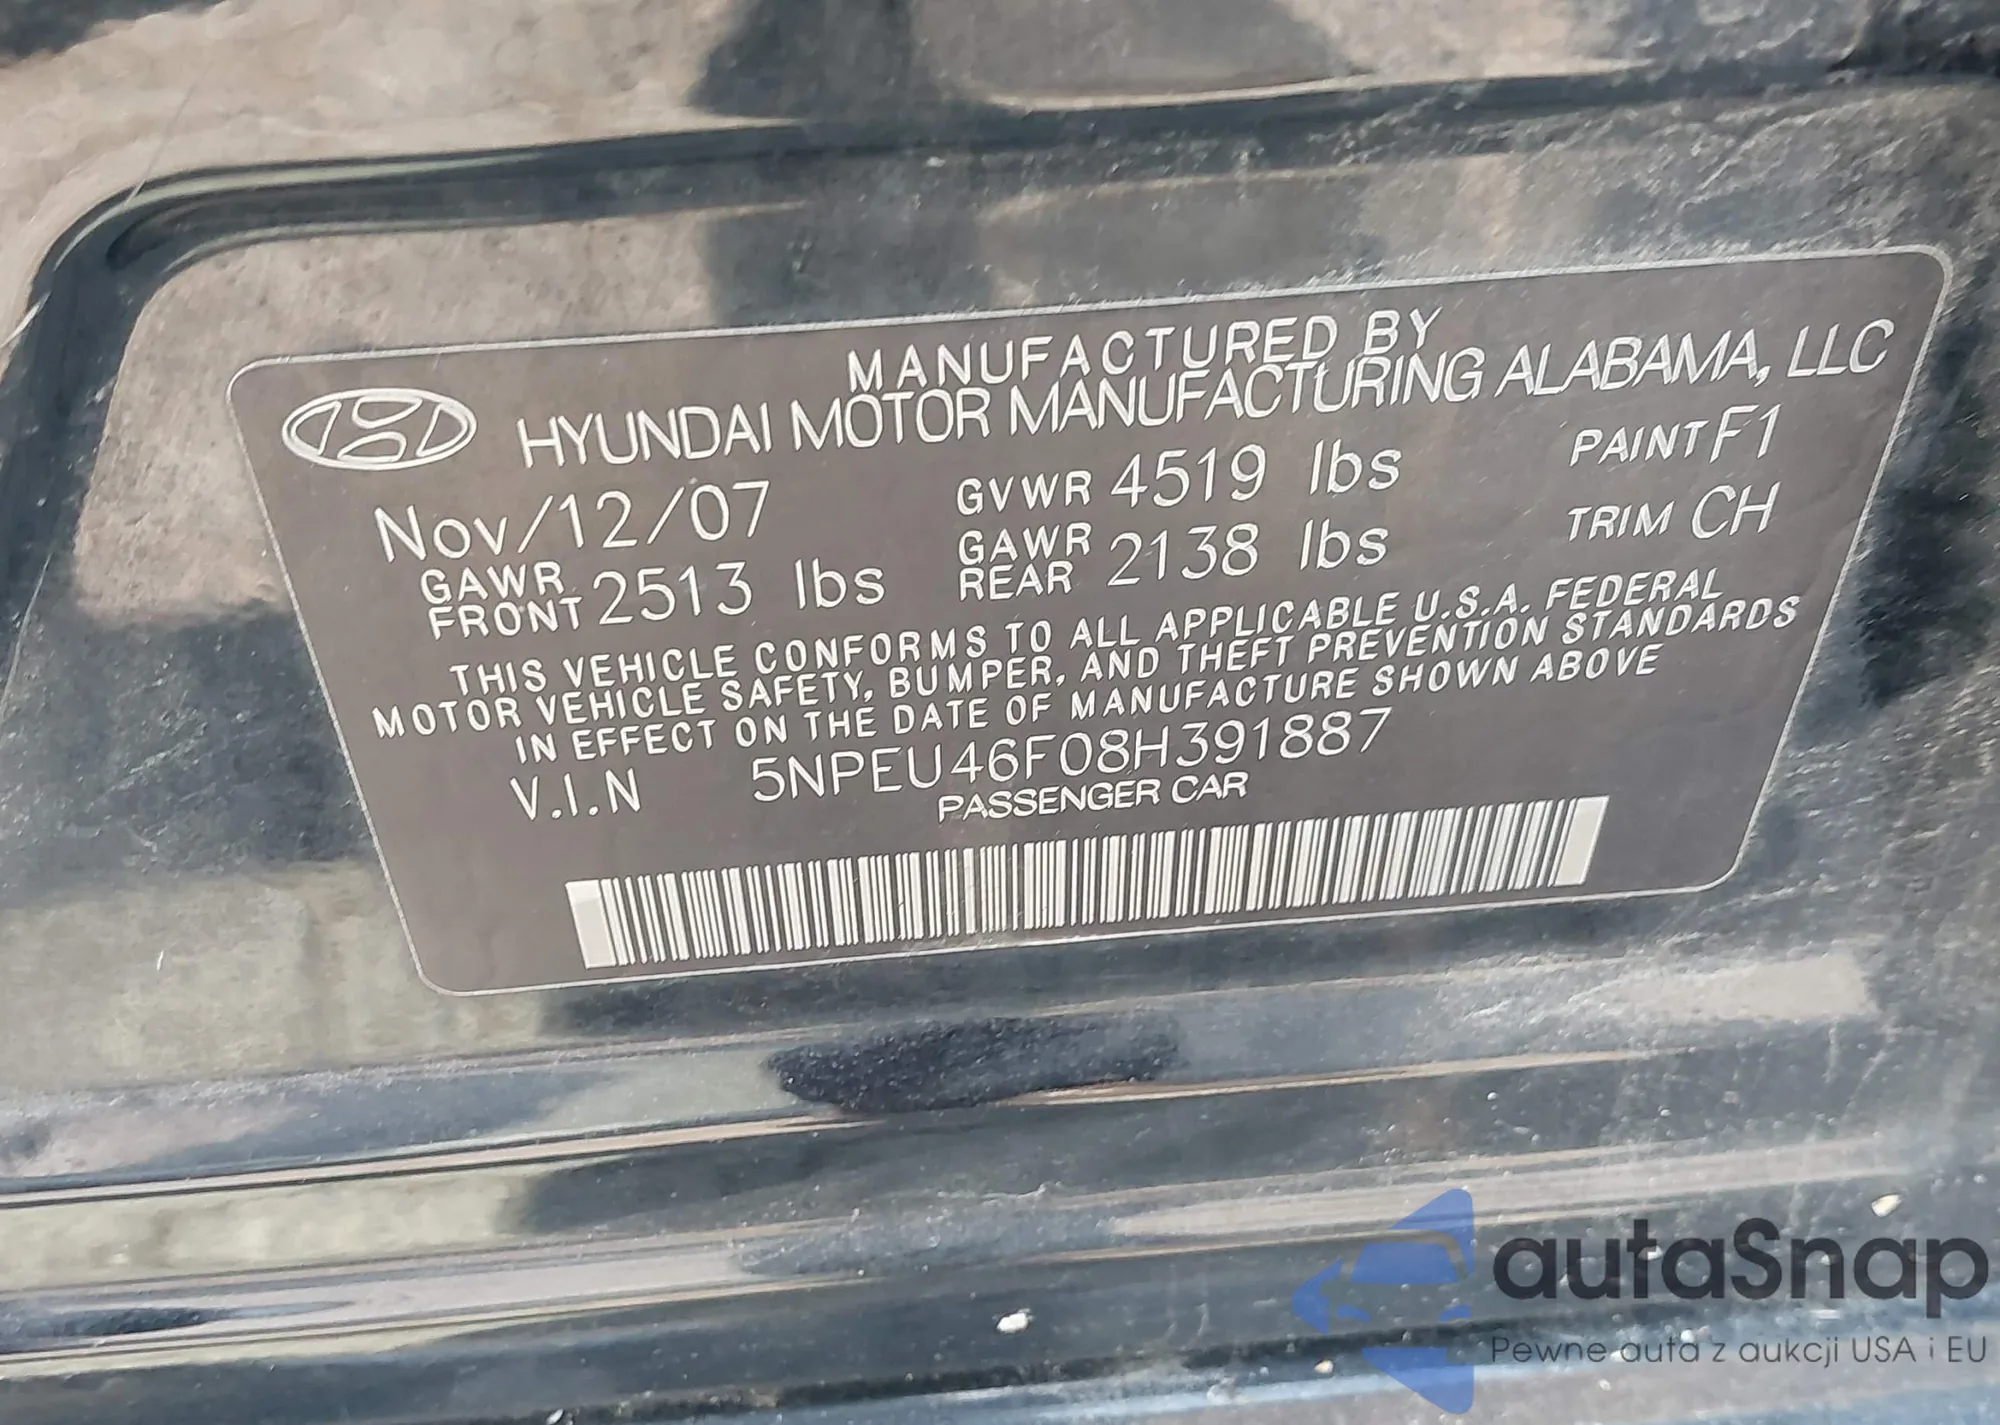 MANUFACTURED BY
HYUNDAI MOTOR MANUFACTURING ALABAMA, LLC
Nov/12/07 GVWR 4519 lbs PAINT F1
GAWR FRONT 2513 lbs GAWR REAR 2138 lbs TRIM CH
THIS VEHICLE CONFORMS TO ALL APPLICABLE U.S.A. FEDERAL
MOTOR VEHICLE SAFETY, BUMPER, AND THEFT PREVENTION STANDARDS
IN EFFECT ON THE DATE OF MANUFACTURE SHOWN ABOVE
V.I.N 5NPEU46F08H391887
PASSENGER CAR
autaSnap
Pewne auta z aukcji USA i EU